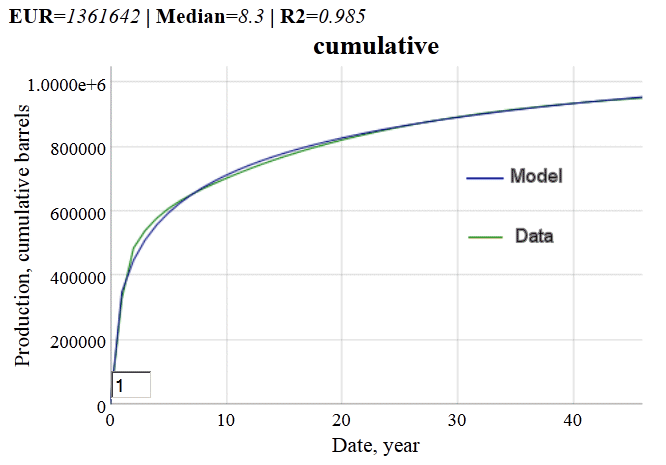 EUR=1361642 | Median=8.3 | R2=0.985
cumulative
Production, cumulative barrels
1.0000e+6
800000
600000
400000
200000
0
Model
Data
1
0 10 20 30 40
Date, year